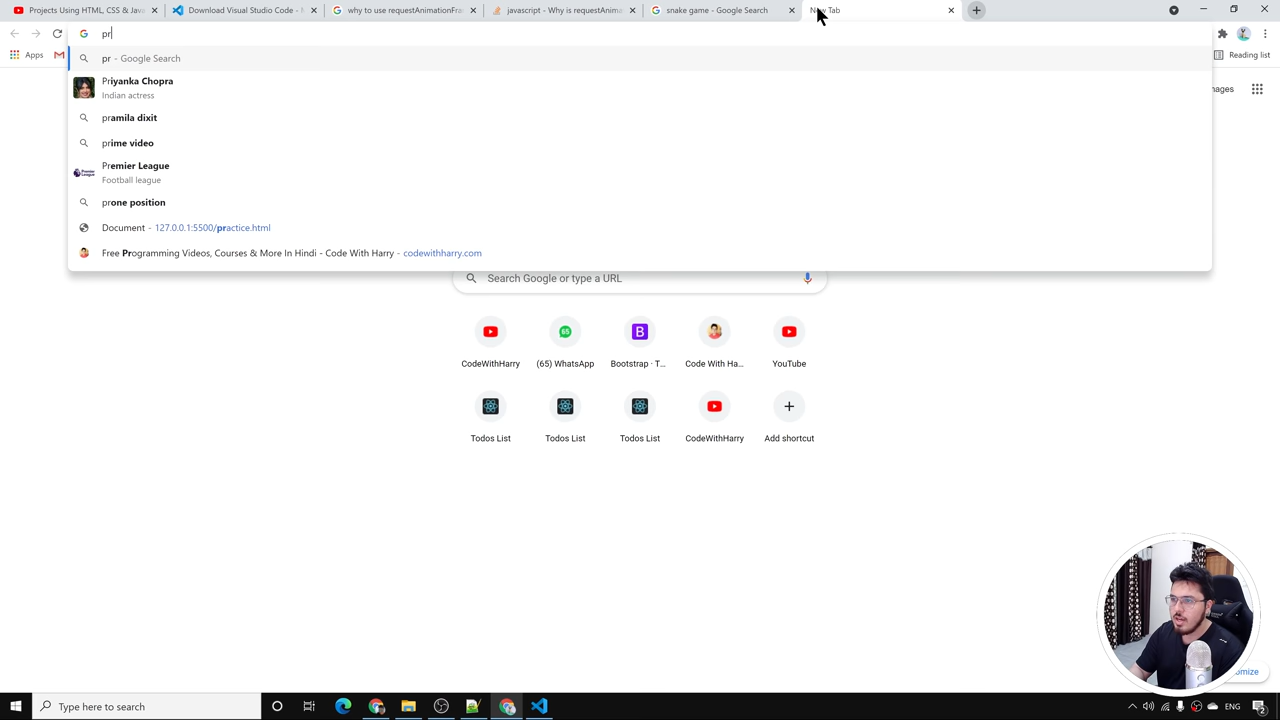 Projects Using HTML, CSS & Java
Download Visual Studio Code - M
why to use requestAnimationFra
javascript - Why is requestAnima
snake game - Google Search
New Tab
pr
Apps
Reading list
pr - Google Search
Priyanka Chopra
Indian actress
mages
pramila dixit
prime video
Premier League
Football league
prone position
Document - 127.0.0.1:5500/practice.html
Free Programming Videos, Courses & More In Hindi - Code With Harry - codewithharry.com
Search Google or type a URL
CodeWithHarry
(65) WhatsApp
Bootstrap · T...
Code With Ha...
YouTube
Todos List
Todos List
Todos List
CodeWithHarry
Add shortcut
omize
Type here to search
ENG